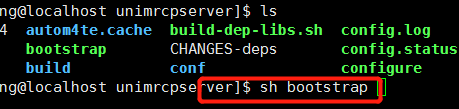 ng@localhost unimrcpserver]$ ls
4 autom4te.cache build-dep-libs.sh config.log
bootstrap CHANGES-deps config.status
build conf configure
ng@localhost unimrcpserver]$ sh bootstrap